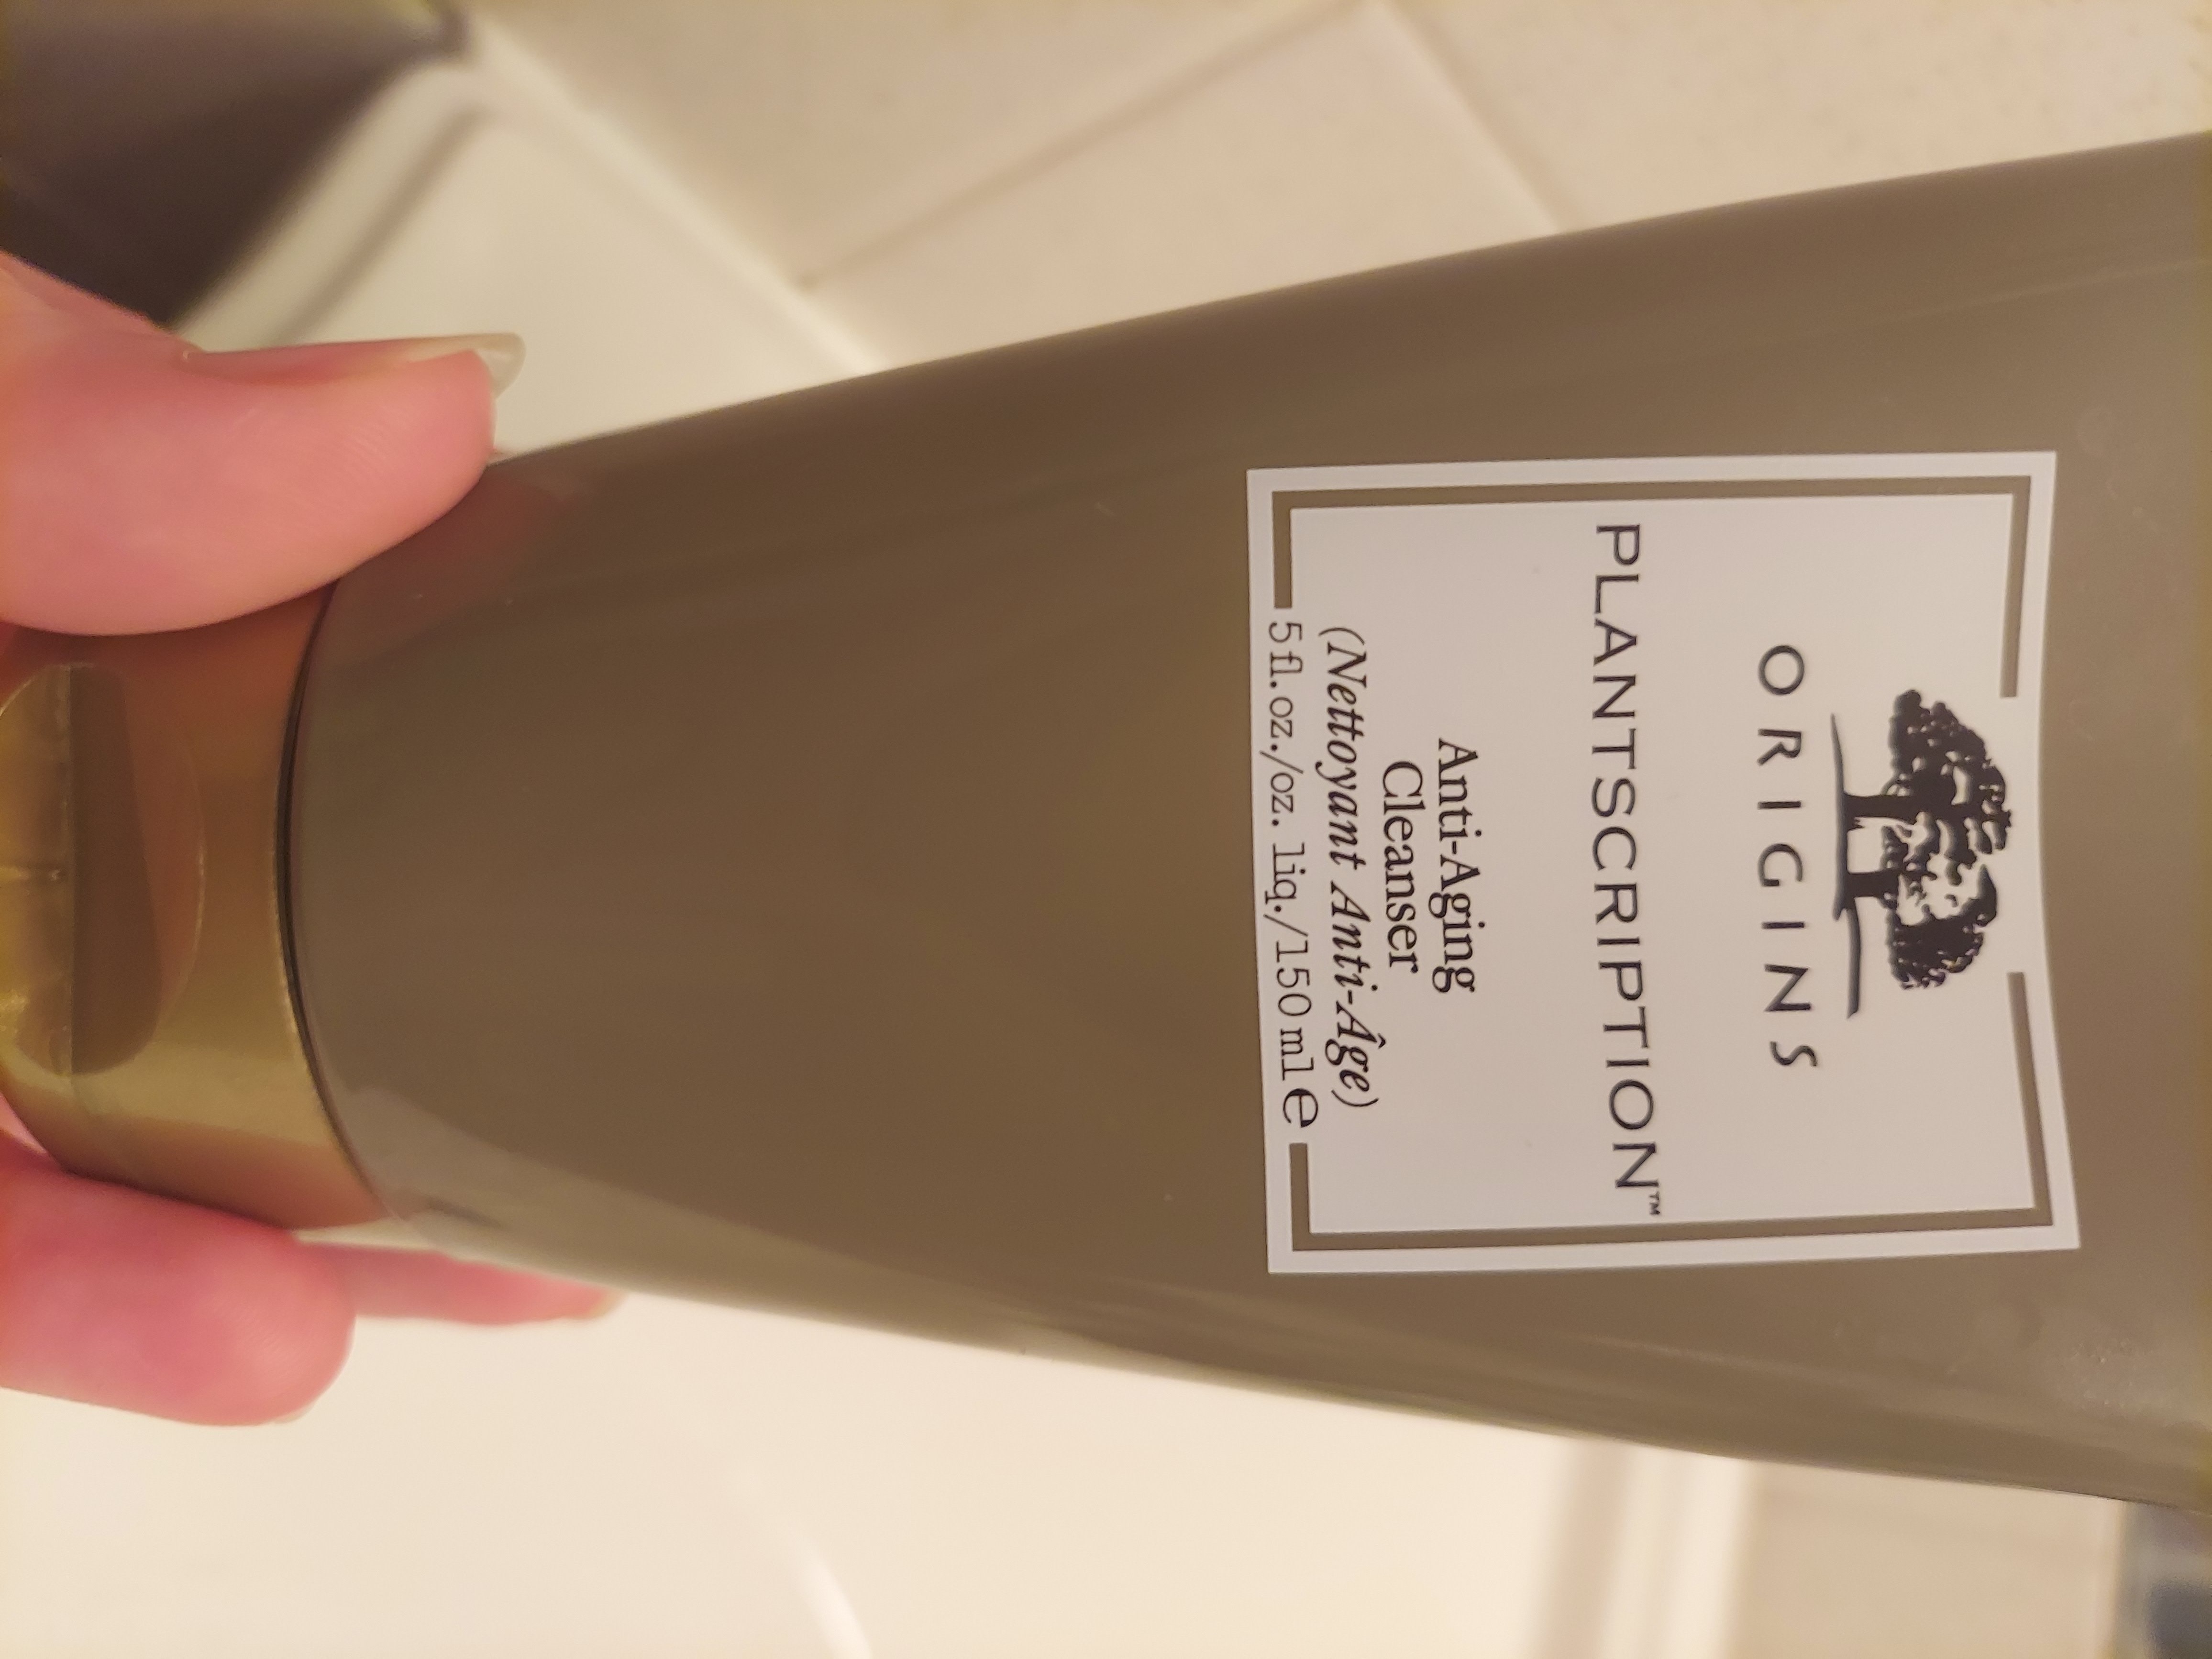 ORIGINS
PLANTSCRIPTION™
Anti-Aging
Cleanser
(Nettoyant Anti-Âge)
5 fl.oz./oz. liq./150 ml e